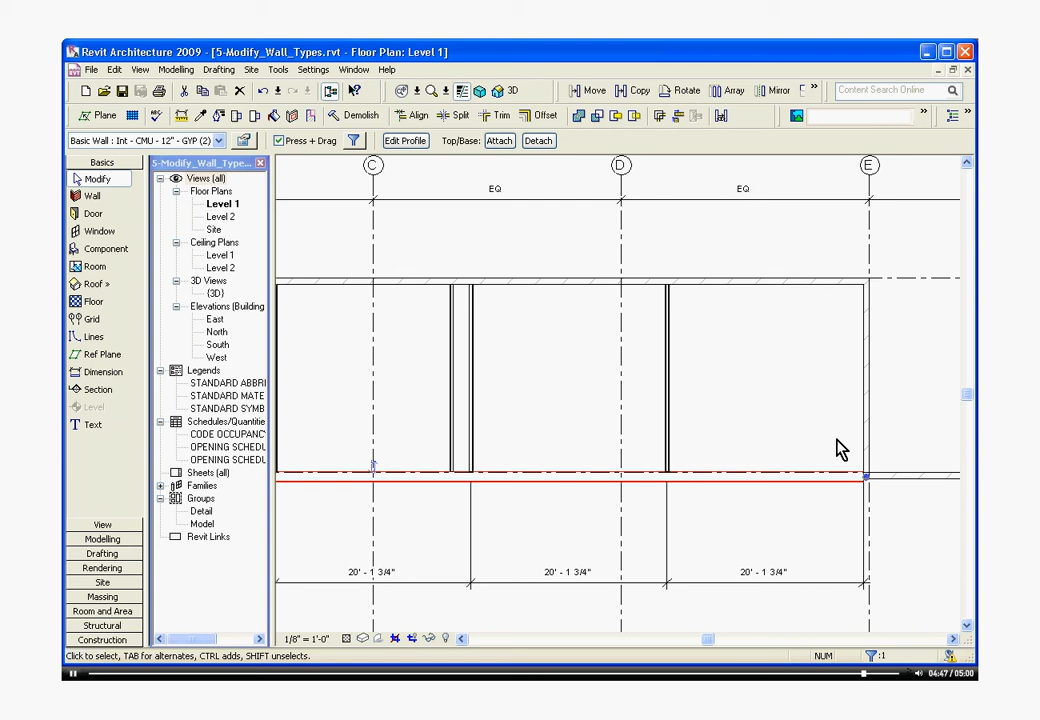 Revit Architecture 2009 - [5-Modify_Wall_Types.rvt - Floor Plan: Level 1]
File Edit View Modelling Drafting Site Tools Settings Window Help
3D Move Copy Rotate Array Mirror Content Search Online
Plane Demolish Align Split Trim Offset
Basic Wall : Int - CMU - 12" - GYP (2) Press + Drag Edit Profile Top/Base: Attach Detach
Basics
Modify
Wall
Door
Window
Component
Room
Roof »
Floor
Grid
Lines
Ref Plane
Dimension
Section
Level
Text
View
Modelling
Drafting
Rendering
Site
Massing
Room and Area
Structural
Construction
5-Modify_Wall_Type...
Views (all)
Floor Plans
Level 1
Level 2
Site
Ceiling Plans
Level 1
Level 2
3D Views
{3D}
Elevations (Building
East
North
South
West
Legends
STANDARD ABBRI
STANDARD MATE
STANDARD SYMB
Schedules/Quantitie
CODE OCCUPANC
OPENING SCHEDU
OPENING SCHEDU
Sheets (all)
Families
Groups
Detail
Model
Revit Links
C D E
EQ EQ
20' - 1 3/4" 20' - 1 3/4" 20' - 1 3/4"
1/8" = 1'-0"
Click to select, TAB for alternates, CTRL adds, SHIFT unselects. NUM :1
04:47 / 05:00